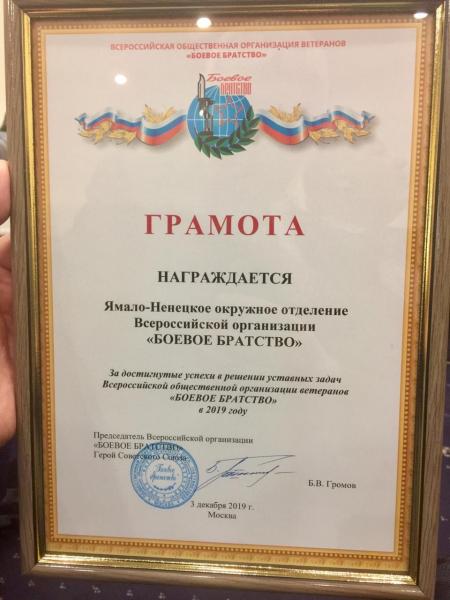 ВСЕРОССИЙСКАЯ ОБЩЕСТВЕННАЯ ОРГАНИЗАЦИЯ ВЕТЕРАНОВ
«БОЕВОЕ БРАТСТВО»
Боевое
БРАТСТВО
ГРАМОТА
НАГРАЖДАЕТСЯ
Ямало-Ненецкое окружное отделение
Всероссийской организации
«БОЕВОЕ БРАТСТВО»
За достигнутые успехи в решении уставных задач
Всероссийской общественной организации ветеранов
«БОЕВОЕ БРАТСТВО»
в 2019 году
Председатель Всероссийской организации
«БОЕВОЕ БРАТСТВО»
Герой Советского Союза
Боевое
братство
Б.В. Громов
3 декабря 2019 г.
Москва